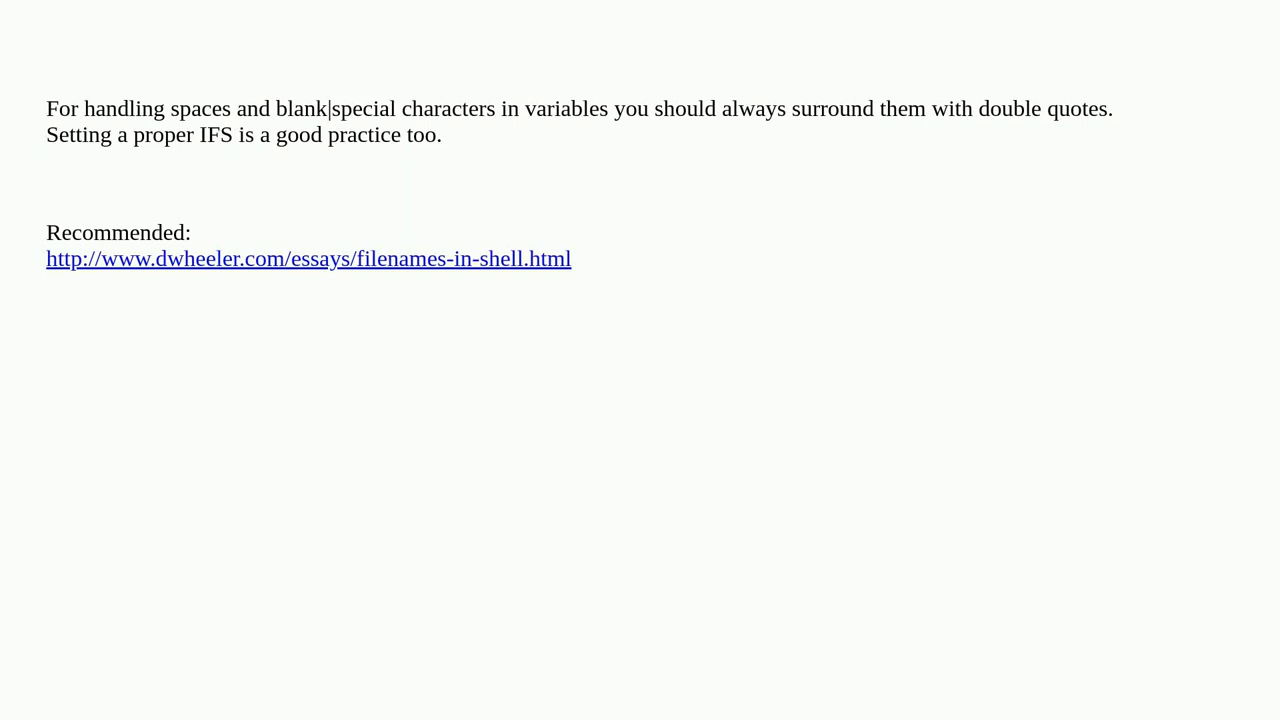 For handling spaces and blank|special characters in variables you should always surround them with double quotes.
Setting a proper IFS is a good practice too.
Recommended:
http://www.dwheeler.com/essays/filenames-in-shell.html